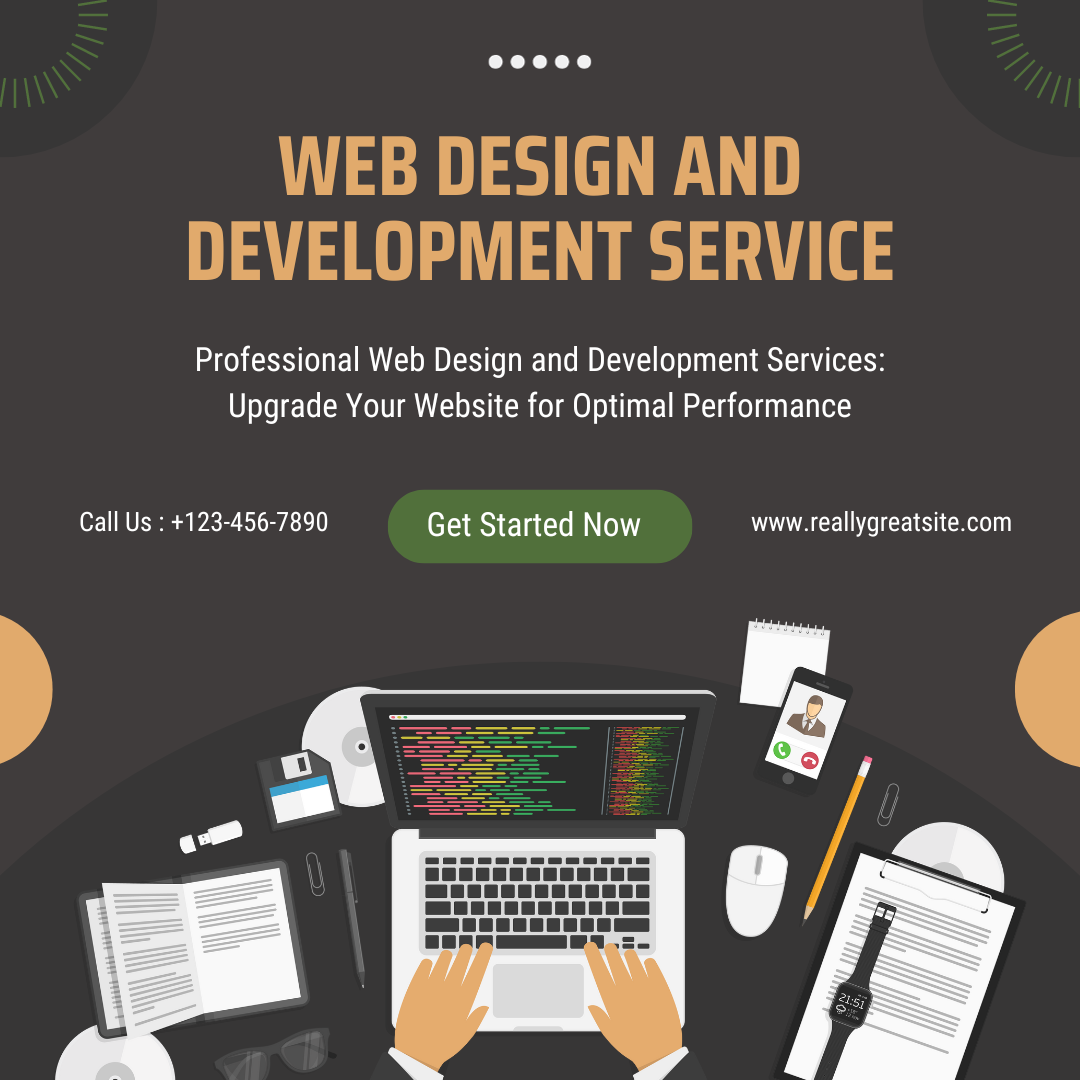 WEB DESIGN AND
DEVELOPMENT SERVICE
Professional Web Design and Development Services:
Upgrade Your Website for Optimal Performance
Call Us : +123-456-7890
Get Started Now
www.reallygreatsite.com
21:51